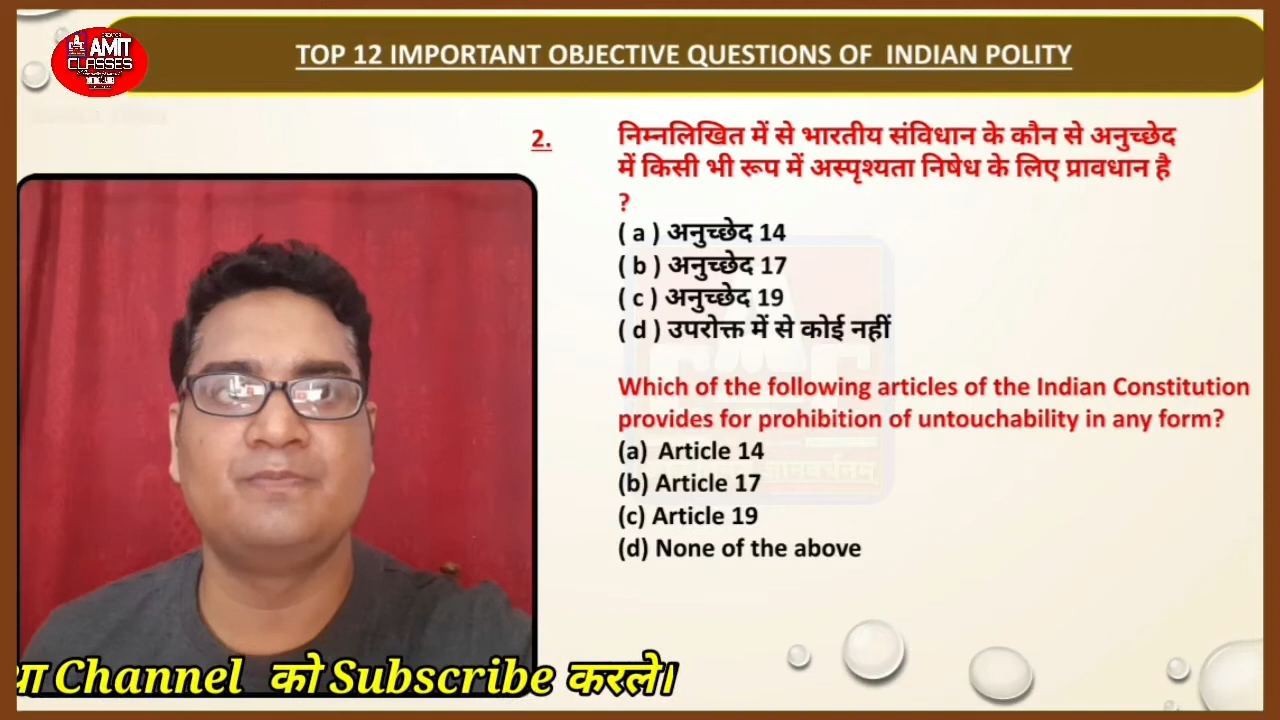 AMIT
CLASSES
TOP 12 IMPORTANT OBJECTIVE QUESTIONS OF INDIAN POLITY
2.
निम्नलिखित में से भारतीय संविधान के कौन से अनुच्छेद
में किसी भी रूप में अस्पृश्यता निषेध के लिए प्रावधान है
?
( a ) अनुच्छेद 14
( b ) अनुच्छेद 17
( c ) अनुच्छेद 19
( d ) उपरोक्त में से कोई नहीं
Which of the following articles of the Indian Constitution
provides for prohibition of untouchability in any form?
(a) Article 14
(b) Article 17
(c) Article 19
(d) None of the above
Channel को Subscribe करले।